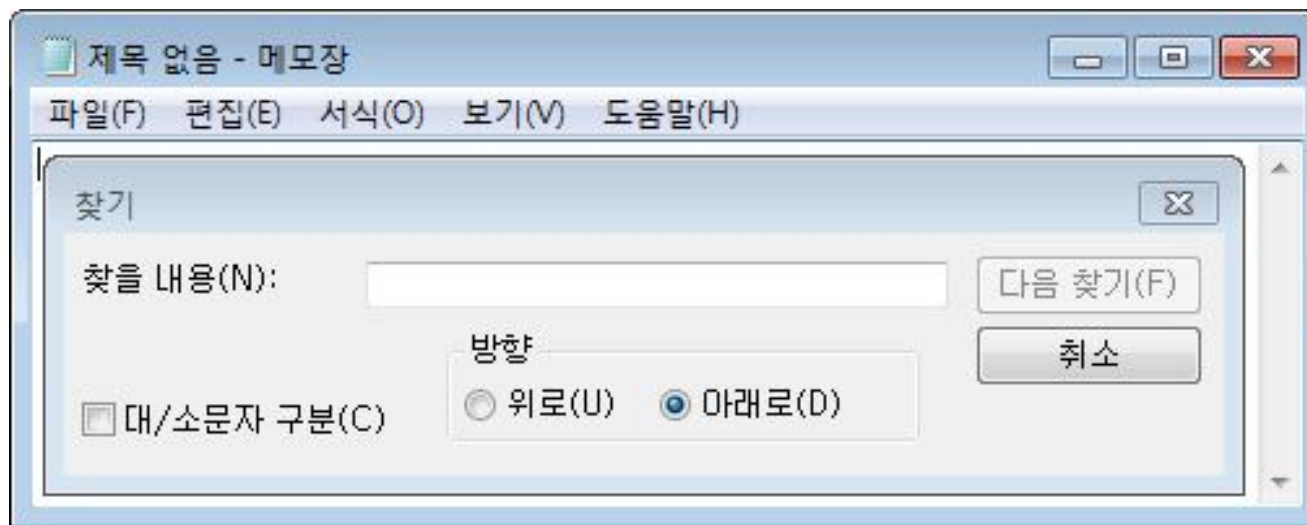 제목 없음 - 메모장
파일(F) 편집(E) 서식(O) 보기(V) 도움말(H)
찾기
찾을 내용(N): 다음 찾기(F)
방향 취소
대/소문자 구분(C) 위로(U) 아래로(D)